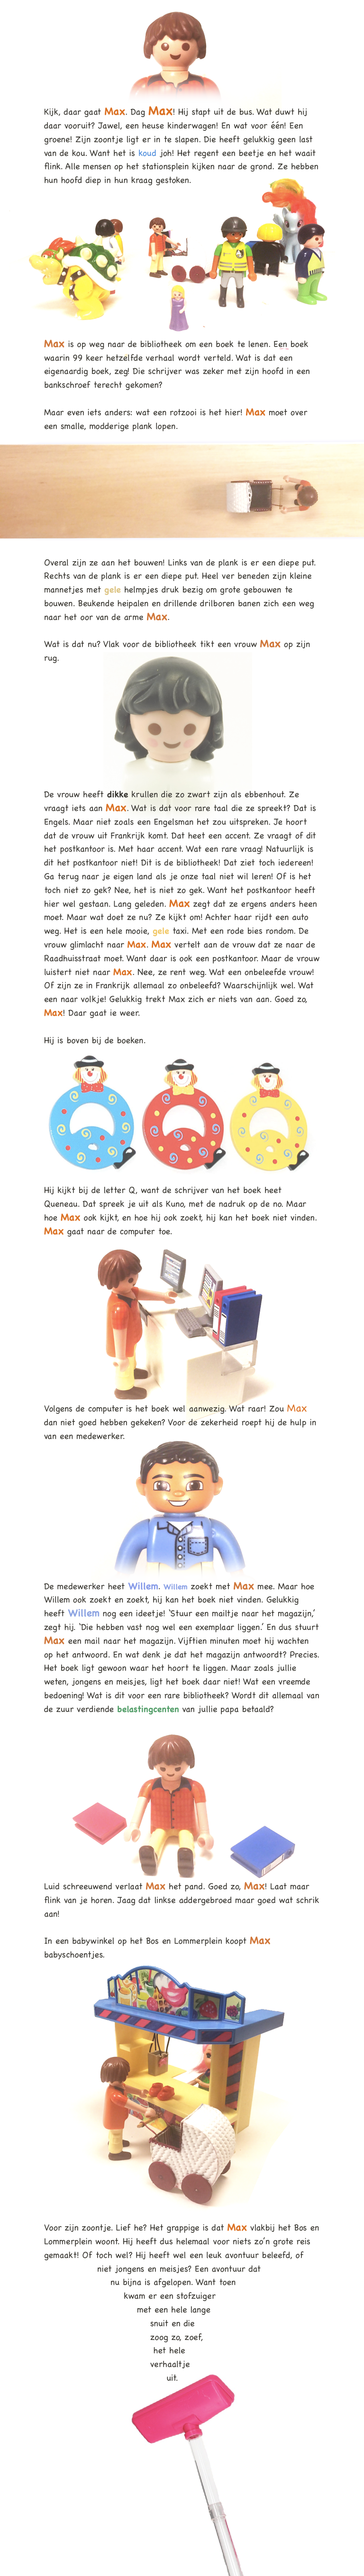 Kijk, daar gaat Max. Dag Max! Hij stapt uit de bus. Wat duwt hij
daar vooruit? Jawel, een heuse kinderwagen! En wat voor één! Een
groene! Zijn zoontje ligt er in te slapen. Die heeft gelukkig geen last
van de kou. Want het is koud joh! Het regent een beetje en het waait
flink. Alle mensen op het stationsplein kijken naar de grond. Ze hebben
hun hoofd diep in hun kraag gestoken.
Max is op weg naar de bibliotheek om een boek te lenen. Een boek
waarin 99 keer hetzelfde verhaal wordt verteld. Wat is dat een
eigenaardig boek, zeg! Die schrijver was zeker met zijn hoofd in een
bankschroef terecht gekomen?
Maar even iets anders: wat een rotzooi is het hier! Max moet over
een smalle, modderige plank lopen.
Overal zijn ze aan het bouwen! Links van de plank is er een diepe put.
Rechts van de plank is er een diepe put. Heel ver beneden zijn kleine
mannetjes met gele helmpjes druk bezig om grote gebouwen te
bouwen. Beukende heipalen en drillende drilboren banen zich een weg
naar het oor van de arme Max.
Wat is dat nu? Vlak voor de bibliotheek tikt een vrouw Max op zijn
rug.
De vrouw heeft dikke krullen die zo zwart zijn als ebbenhout. Ze
vraagt iets aan Max. Wat is dat voor rare taal die ze spreekt? Dat is
Engels. Maar niet zoals een Engelsman het zou uitspreken. Je hoort
dat de vrouw uit Frankrijk komt. Dat heet een accent. Ze vraagt of dit
het postkantoor is. Met haar accent. Wat een rare vraag! Natuurlijk is
dit het postkantoor niet! Dit is de bibliotheek! Dat ziet toch iedereen!
Ga terug naar je eigen land als je onze taal niet wil leren! Of is het
toch niet zo gek? Nee, het is niet zo gek. Want het postkantoor heeft
hier wel gestaan. Lang geleden. Max zegt dat ze ergens anders heen
moet. Maar wat doet ze nu? Ze kijkt om! Achter haar rijdt een auto
weg. Het is een hele mooie, gele taxi. Met een rode bies rondom. De
vrouw glimlacht naar Max. Max vertelt aan de vrouw dat ze naar de
Raadhuisstraat moet. Want daar is ook een postkantoor. Maar de vrouw
luistert niet naar Max. Nee, ze rent weg. Wat een onbeleefde vrouw!
Of zijn ze in Frankrijk allemaal zo onbeleefd? Waarschijnlijk wel. Wat
een naar volkje! Gelukkig trekt Max zich er niets van aan. Goed zo,
Max! Daar gaat ie weer.
Hij is boven bij de boeken.
Hij kijkt bij de letter Q, want de schrijver van het boek heet
Queneau. Dat spreek je uit als Kuno, met de nadruk op de no. Maar
hoe Max ook kijkt, en hoe hij ook zoekt, hij kan het boek niet vinden.
Max gaat naar de computer toe.
Volgens de computer is het boek wel aanwezig. Wat raar! Zou Max
dan niet goed hebben gekeken? Voor de zekerheid roept hij de hulp in
van een medewerker.
De medewerker heet Willem. Willem zoekt met Max mee. Maar hoe
Willem ook zoekt en zoekt, hij kan het boek niet vinden. Gelukkig
heeft Willem nog een ideetje! 'Stuur een mailtje naar het magazijn,'
zegt hij. 'Die hebben vast nog wel een exemplaar liggen.' En dus stuurt
Max een mail naar het magazijn. Vijftien minuten moet hij wachten
op het antwoord. En wat denk je dat het magazijn antwoordt? Precies.
Het boek ligt gewoon waar het hoort te liggen. Maar zoals jullie
weten, jongens en meisjes, ligt het boek daar niet! Wat een vreemde
bedoening! Wat is dit voor een rare bibliotheek? Wordt dit allemaal van
de zuur verdiende belastingcenten van jullie papa betaald?
Luid schreeuwend verlaat Max het pand. Goed zo, Max! Laat maar
flink van je horen. Jaag dat linkse addergebroed maar goed wat schrik
aan!
In een babywinkel op het Bos en Lommerplein koopt Max
babyschoentjes.
Voor zijn zoontje. Lief he? Het grappige is dat Max vlakbij het Bos en
Lommerplein woont. Hij heeft dus helemaal voor niets zo'n grote reis
gemaakt! Of toch wel? Hij heeft wel een leuk avontuur beleefd, of
niet jongens en meisjes? Een avontuur dat
nu bijna is afgelopen. Want toen
kwam er een stofzuiger
met een hele lange
snuit en die
zoog zo, zoef,
het hele
verhaaltje
uit.